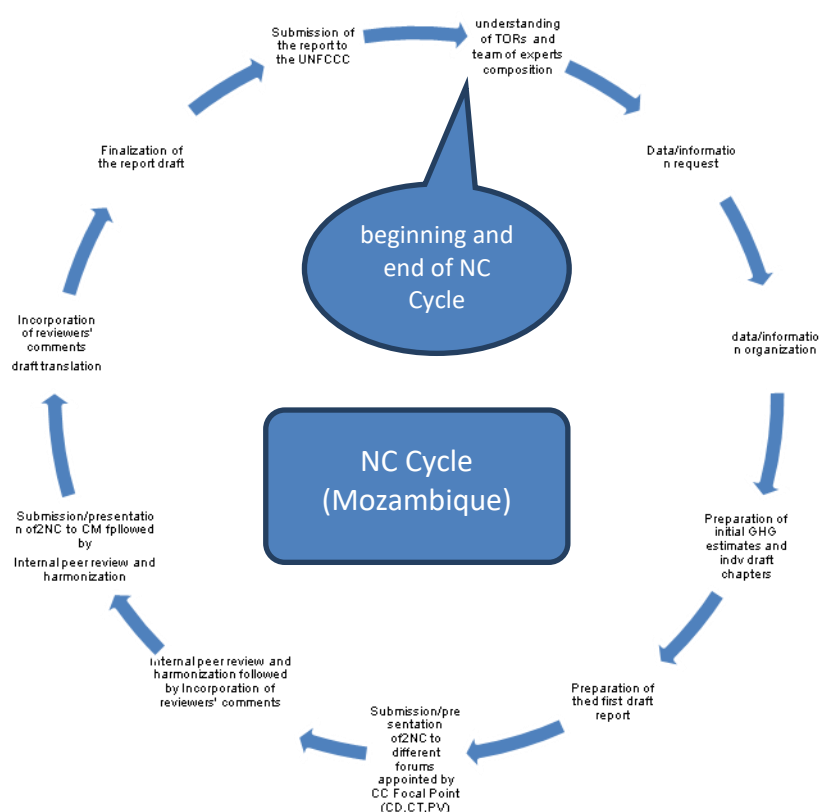 Submission of
the report to
the UNFCCC
understanding
of TORs and
team of experts
composition
Data/informatio
n request
data/informatio
n organization
Preparation of
initial GHG
estimates and
indv draft
chapters
Preparation of
thed first draft
report
Submission/pre
sentation
of2NC to
different
forums
appointed by
CC Focal Point
(CD,CT,PV)
Internal peer review and
harmonization followed
by Incorporation of
reviewers' comments
Submission/presentatio
n of2NC to CM fpllowed
by
Internal peer review and
harmonization
Incorporation
of reviewers'
comments
draft translation
Finalization of
the report draft
beginning and
end of NC
Cycle
NC Cycle
(Mozambique)